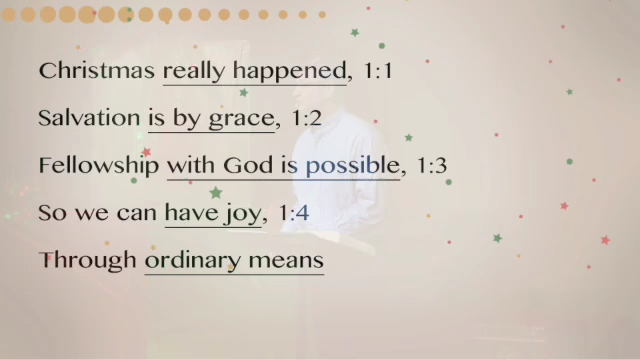 Christmas really happened, 1:1
Salvation is by grace, 1:2
Fellowship with God is possible, 1:3
So we can have joy, 1:4
Through ordinary means